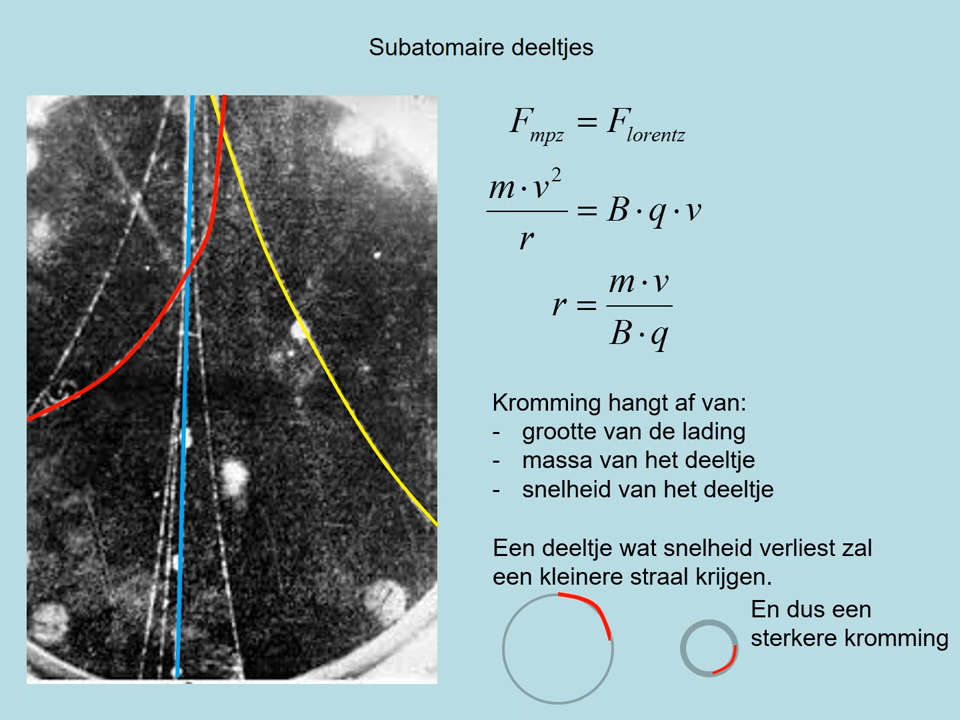 Subatomaire deeltjes
F_mpz = F_lorentz
m · v² / r = B · q · v
r = m · v / B · q
Kromming hangt af van:
- grootte van de lading
- massa van het deeltje
- snelheid van het deeltje
Een deeltje wat snelheid verliest zal
een kleinere straal krijgen.
En dus een
sterkere kromming